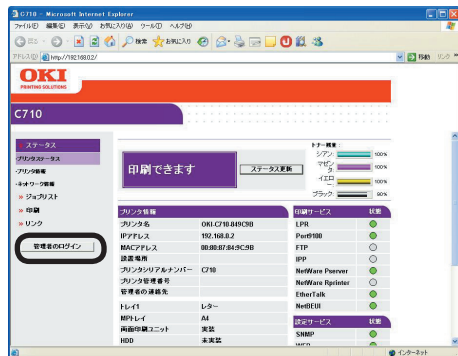 C710 - Microsoft Internet Explorer
ファイル(F) 編集(E) 表示(V) お気に入り(A) ツール(T) ヘルプ(H)
戻る 検索 お気に入り
アドレス(D) http://192.168.0.2/ 移動 リンク
OKI
PRINTING SOLUTIONS
C710
ステータス
プリンタステータス
プリンタ情報
ネットワーク情報
ジョブリスト
印刷
リンク
管理者のログイン
印刷できます
ステータス更新
トナー残量:
シアン: 100%
マゼンタ: 100%
イエロー: 100%
ブラック: 80%
プリンタ情報
プリンタ名 OKI-C710-849C9B
IPアドレス 192.168.0.2
MACアドレス 00:80:87:84:9C:9B
設置場所
プリンタシリアルナンバー C710
プリンタ管理番号
管理者の連絡先
トレイ1 レター
MPトレイ A4
両面印刷ユニット 実装
HDD 未実装
印刷サービス 状態
LPR
Port9100
FTP
IPP
NetWare Pserver
NetWare Rprinter
EtherTalk
NetBEUI
設定サービス 状態
SNMP
WEB
インターネット